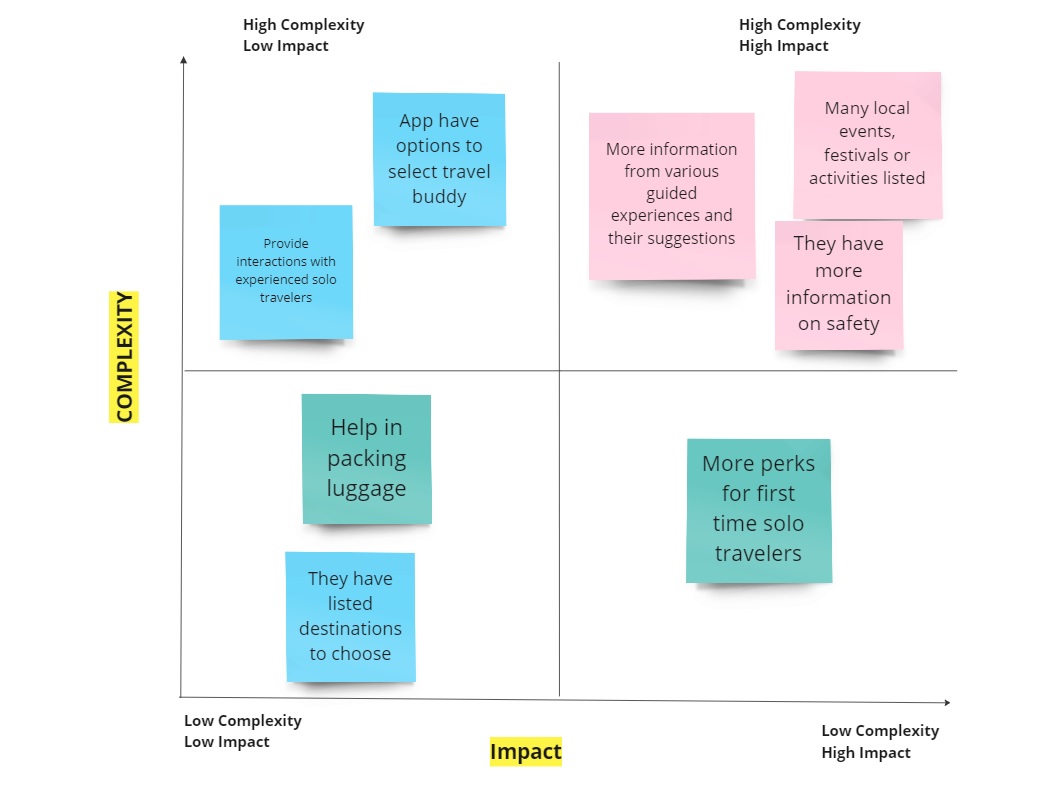 High Complexity
Low Impact
High Complexity
High Impact
App have
options to
select travel
buddy
Provide
interactions with
experienced solo
travelers
More information
from various
guided
experiences and
their suggestions
Many local
events,
festivals or
activities listed
They have
more
information
on safety
COMPLEXITY
Help in
packing
luggage
They have
listed
destinations
to choose
More perks
for first
time solo
travelers
Low Complexity
Low Impact
Impact
Low Complexity
High Impact